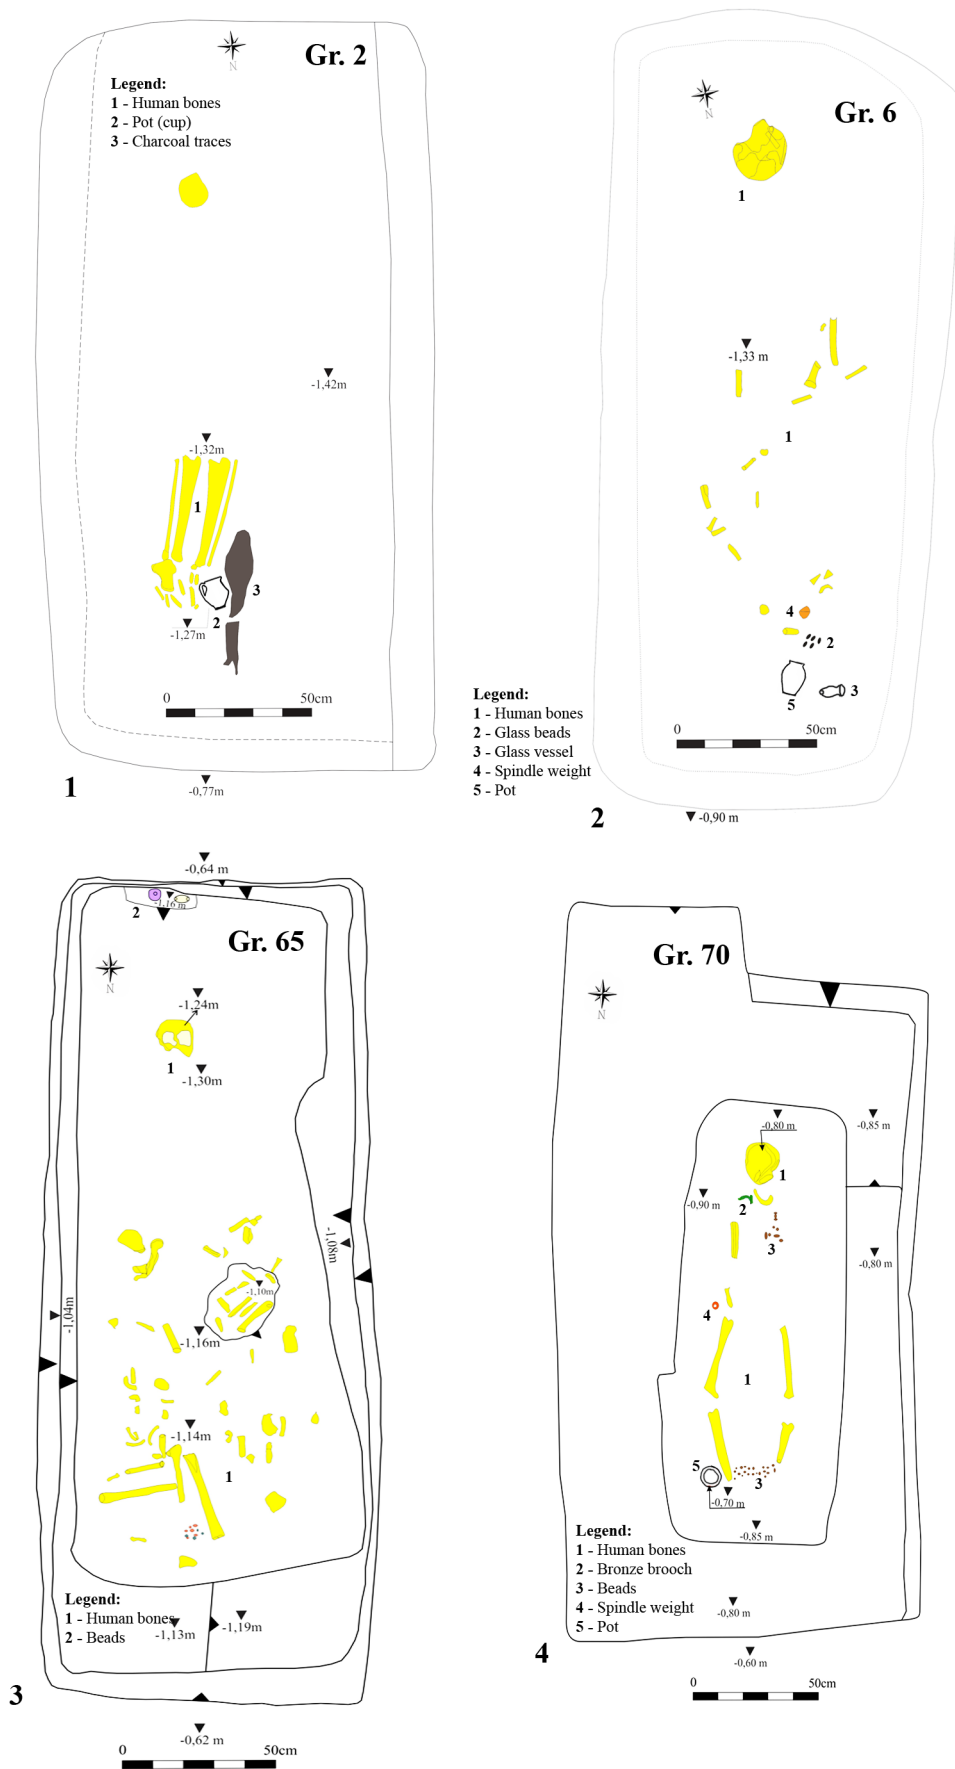 Gr. 2
N
Legend:
1 - Human bones
2 - Pot (cup)
3 - Charcoal traces
-1,42m
-1,32m
1
3
2
-1,27m
0 50cm
1
-0,77m
Gr. 6
N
1
-1,33 m
1
4
2
3
5
Legend:
1 - Human bones
2 - Glass beads
3 - Glass vessel
4 - Spindle weight
5 - Pot
0 50cm
2
-0,90 m
-0,64 m
2
-1,16 m
Gr. 65
N
-1,24m
1
-1,30m
-1,08m
-1,10m
-1,04m
-1,16m
-1,14m
1
Legend:
1 - Human bones
2 - Beads
-1,13m
-1,19m
3
-0,62 m
0 50cm
Gr. 70
N
-0,80 m
-0,85 m
1
-0,90 m
2
3
-0,80 m
4
1
5
3
-0,70 m
-0,85 m
Legend:
1 - Human bones
2 - Bronze brooch
3 - Beads
4 - Spindle weight
5 - Pot
-0,80 m
4
-0,60 m
0 50cm